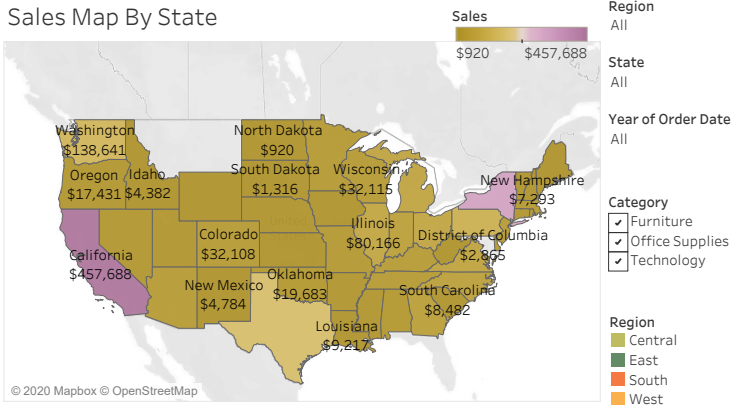 Sales Map By State
Sales
$920 $457,688
Region
All
State
All
Year of Order Date
All
Category
Furniture
Office Supplies
Technology
Region
Central
East
South
West
Washington
$138,641
North Dakota
$920
Oregon
$17,431
Idaho
$4,382
South Dakota
$1,316
Wisconsin
$32,115
New Hampshire
$7,293
Illinois
$80,166
District of Columbia
$2,865
Colorado
$32,108
California
$457,688
New Mexico
$4,784
Oklahoma
$19,683
South Carolina
$8,482
Louisiana
$9,217
© 2020 Mapbox © OpenStreetMap